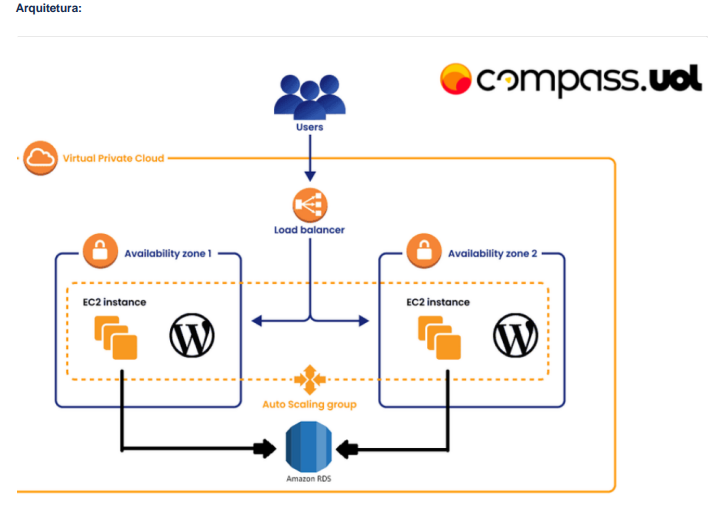 Arquitetura:
compass.uol
Users
Virtual Private Cloud
Load balancer
Availability zone 1
Availability zone 2
EC2 instance
EC2 instance
Auto Scaling group
Amazon RDS